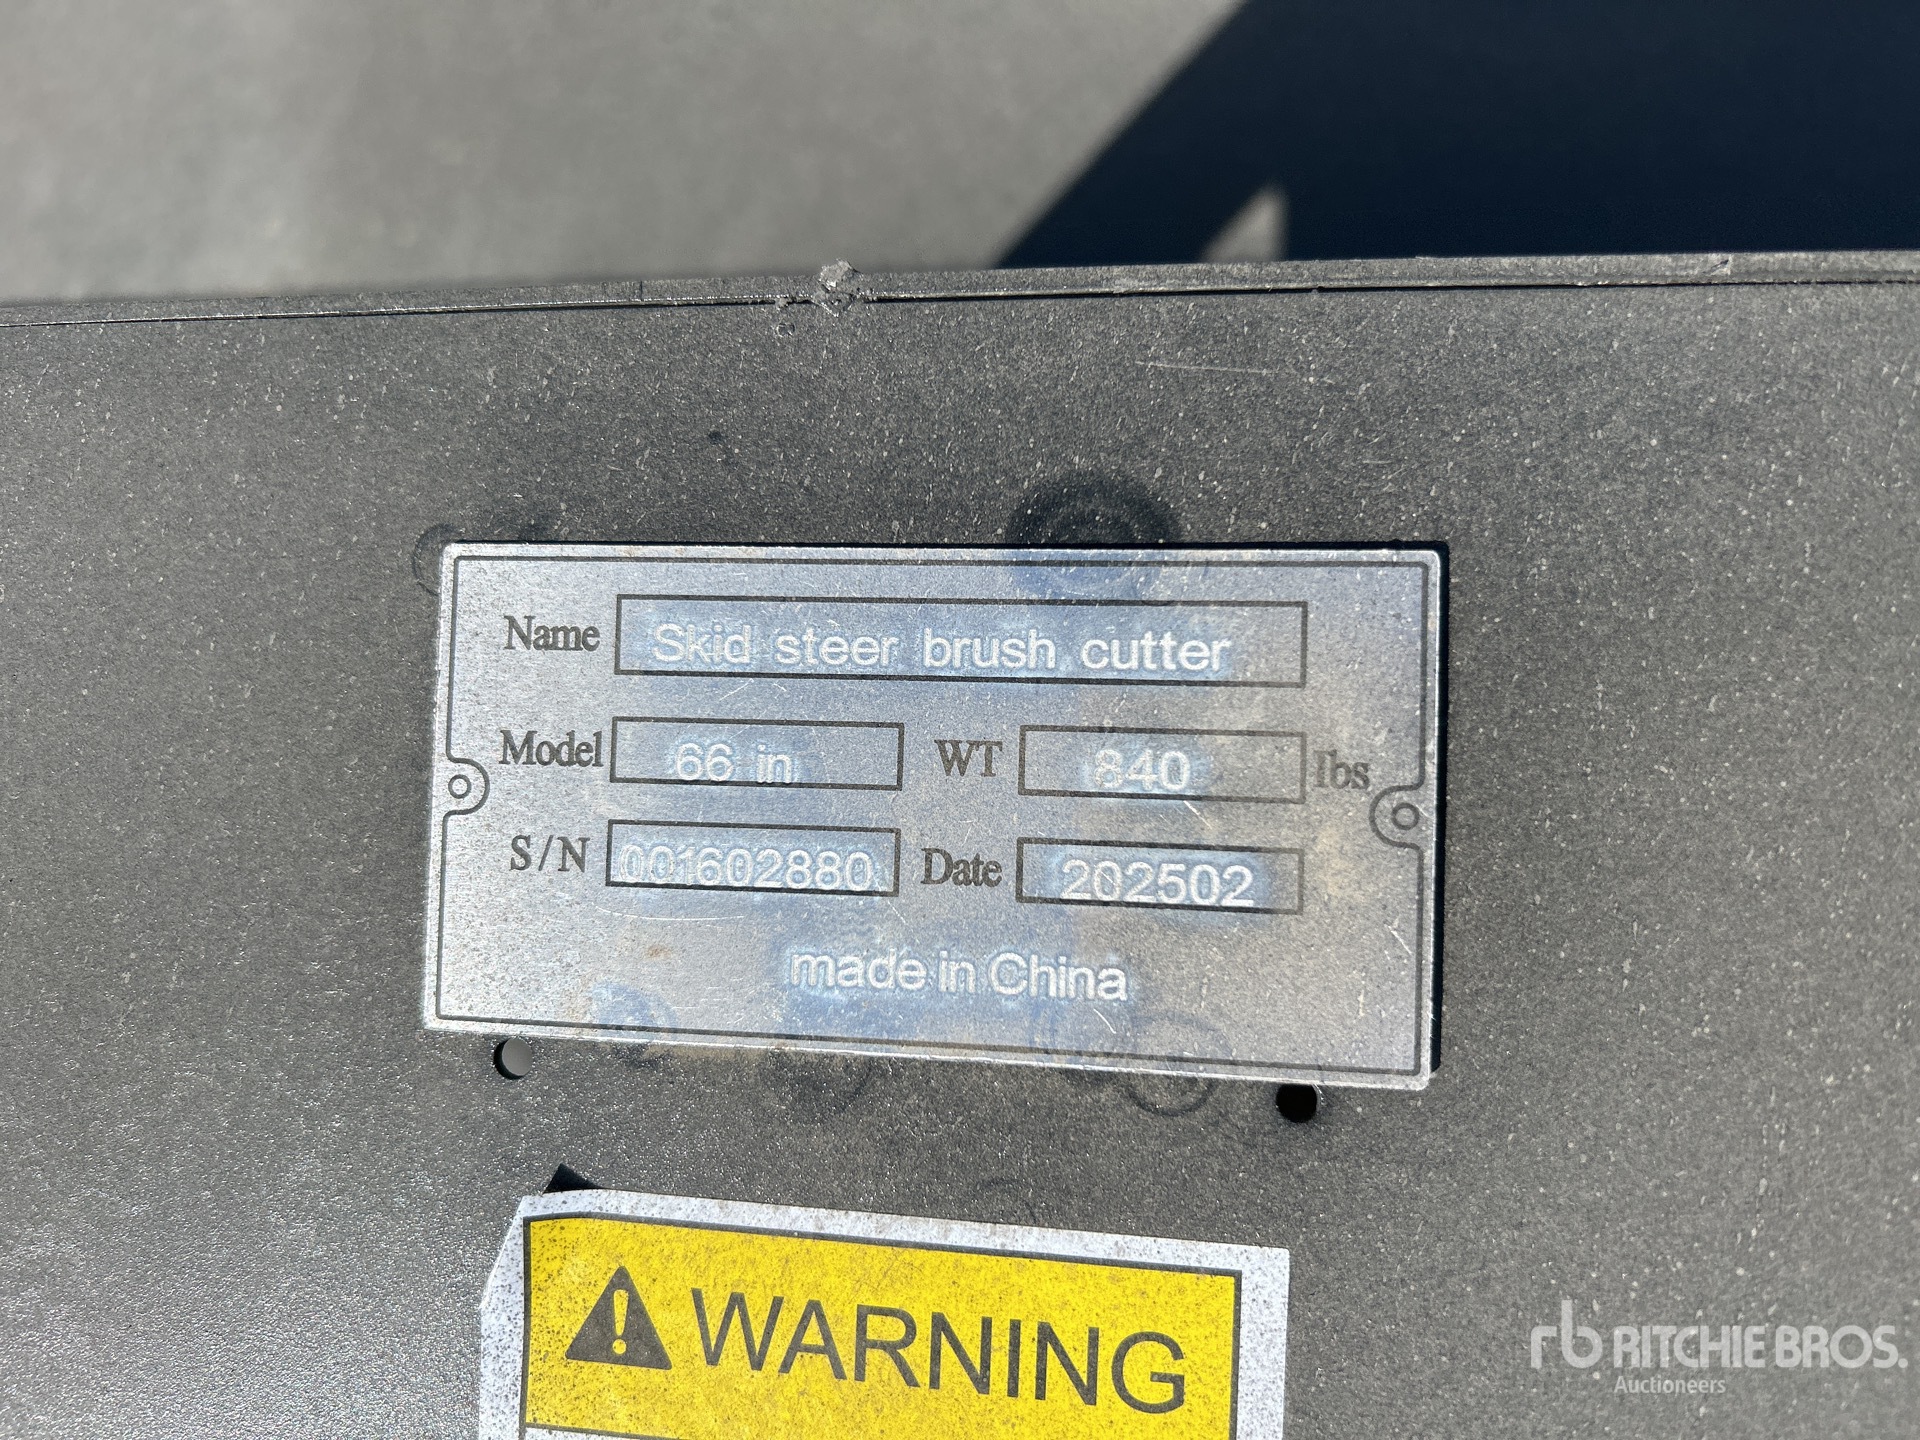 Name Skid steer brush cutter
Model 66 in WT 840 lbs
S/N 001602880 Date 202502
made in China
WARNING
rb RITCHIE BROS.
Auctioneers